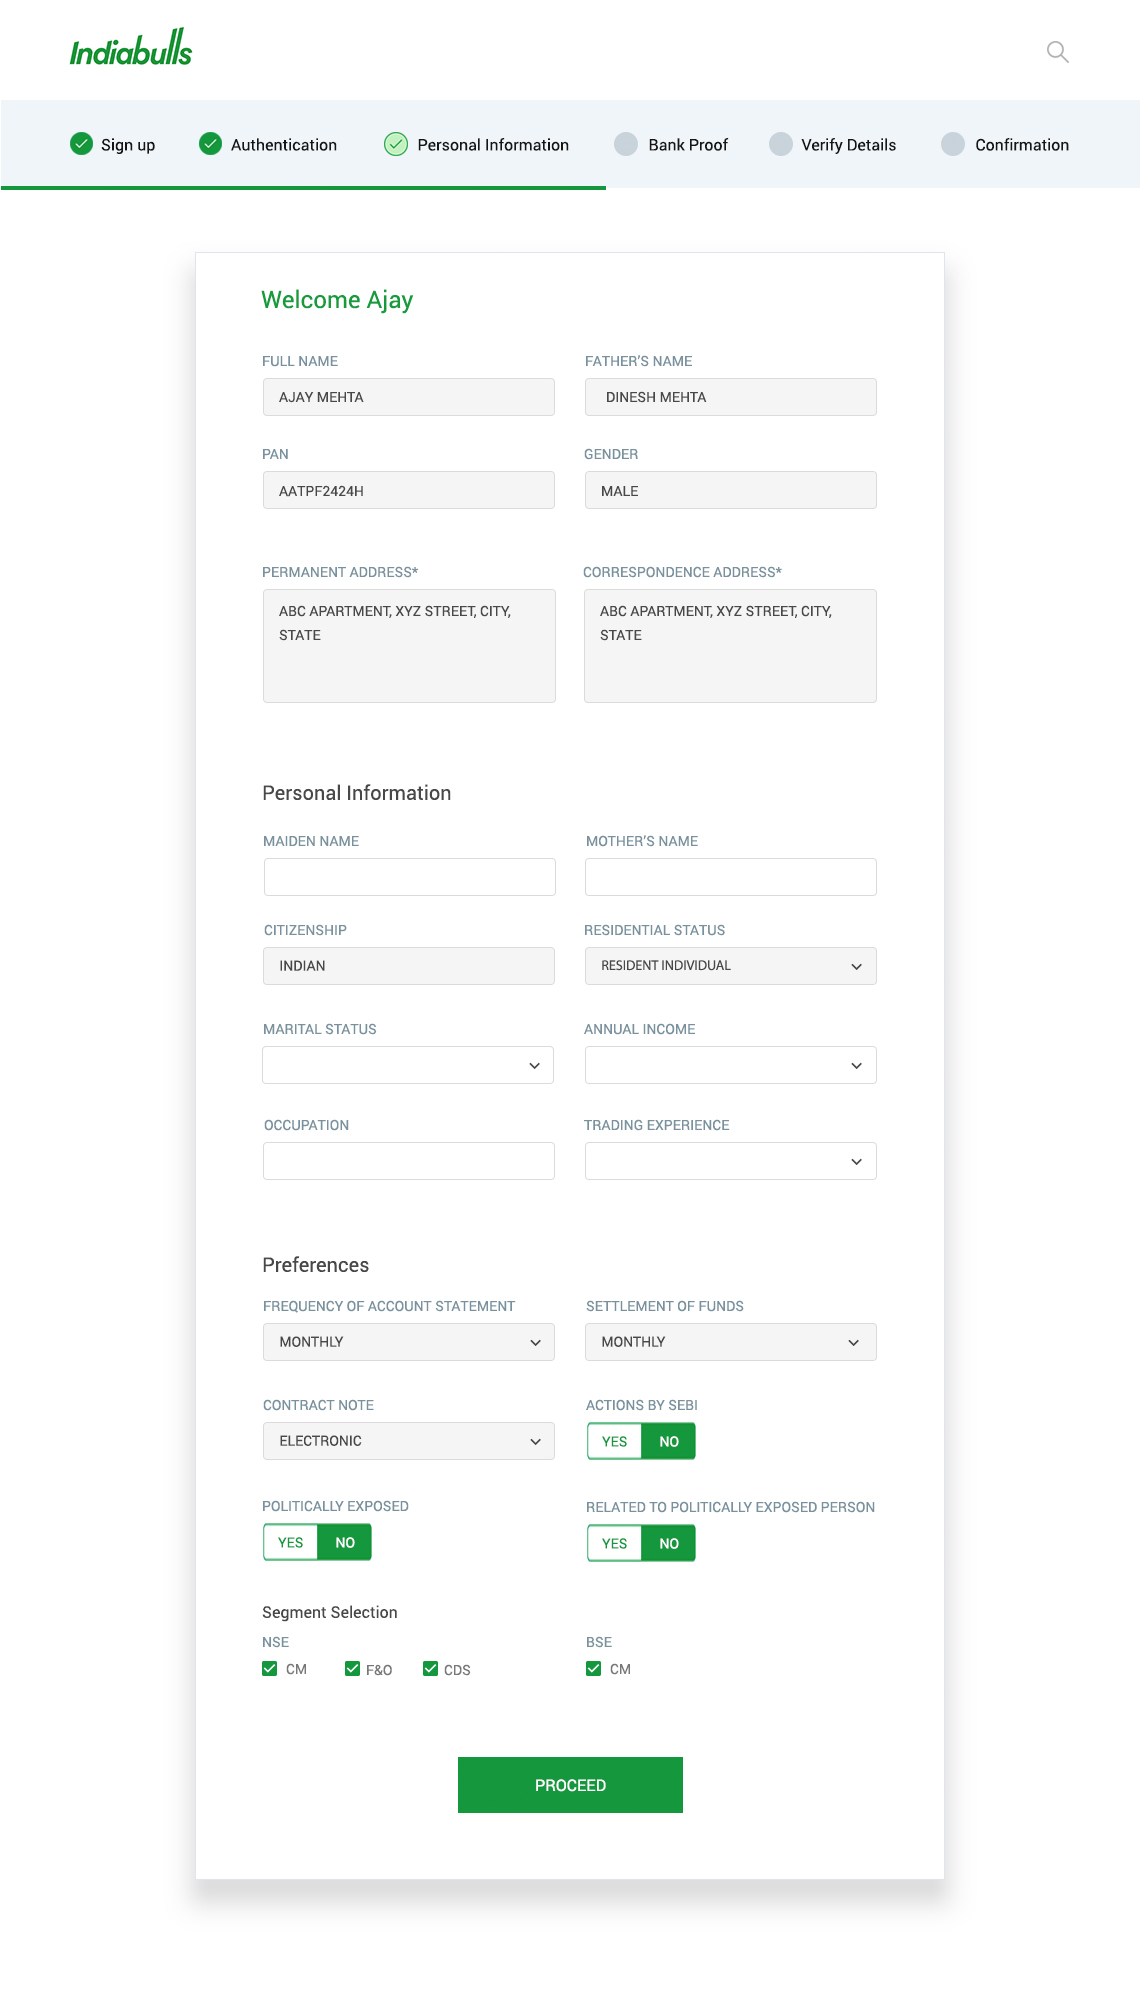 Indiabulls
Sign up
Authentication
Personal Information
Bank Proof
Verify Details
Confirmation
Welcome Ajay
FULL NAME
FATHER'S NAME
AJAY MEHTA
DINESH MEHTA
PAN
GENDER
AATPF2424H
MALE
PERMANENT ADDRESS*
CORRESPONDENCE ADDRESS*
ABC APARTMENT, XYZ STREET, CITY,
STATE
ABC APARTMENT, XYZ STREET, CITY,
STATE
Personal Information
MAIDEN NAME
MOTHER'S NAME
CITIZENSHIP
RESIDENTIAL STATUS
INDIAN
RESIDENT INDIVIDUAL
MARITAL STATUS
ANNUAL INCOME
OCCUPATION
TRADING EXPERIENCE
Preferences
FREQUENCY OF ACCOUNT STATEMENT
SETTLEMENT OF FUNDS
MONTHLY
MONTHLY
CONTRACT NOTE
ACTIONS BY SEBI
ELECTRONIC
YES NO
POLITICALLY EXPOSED
RELATED TO POLITICALLY EXPOSED PERSON
YES NO
YES NO
Segment Selection
NSE
BSE
CM F&O CDS
CM
PROCEED